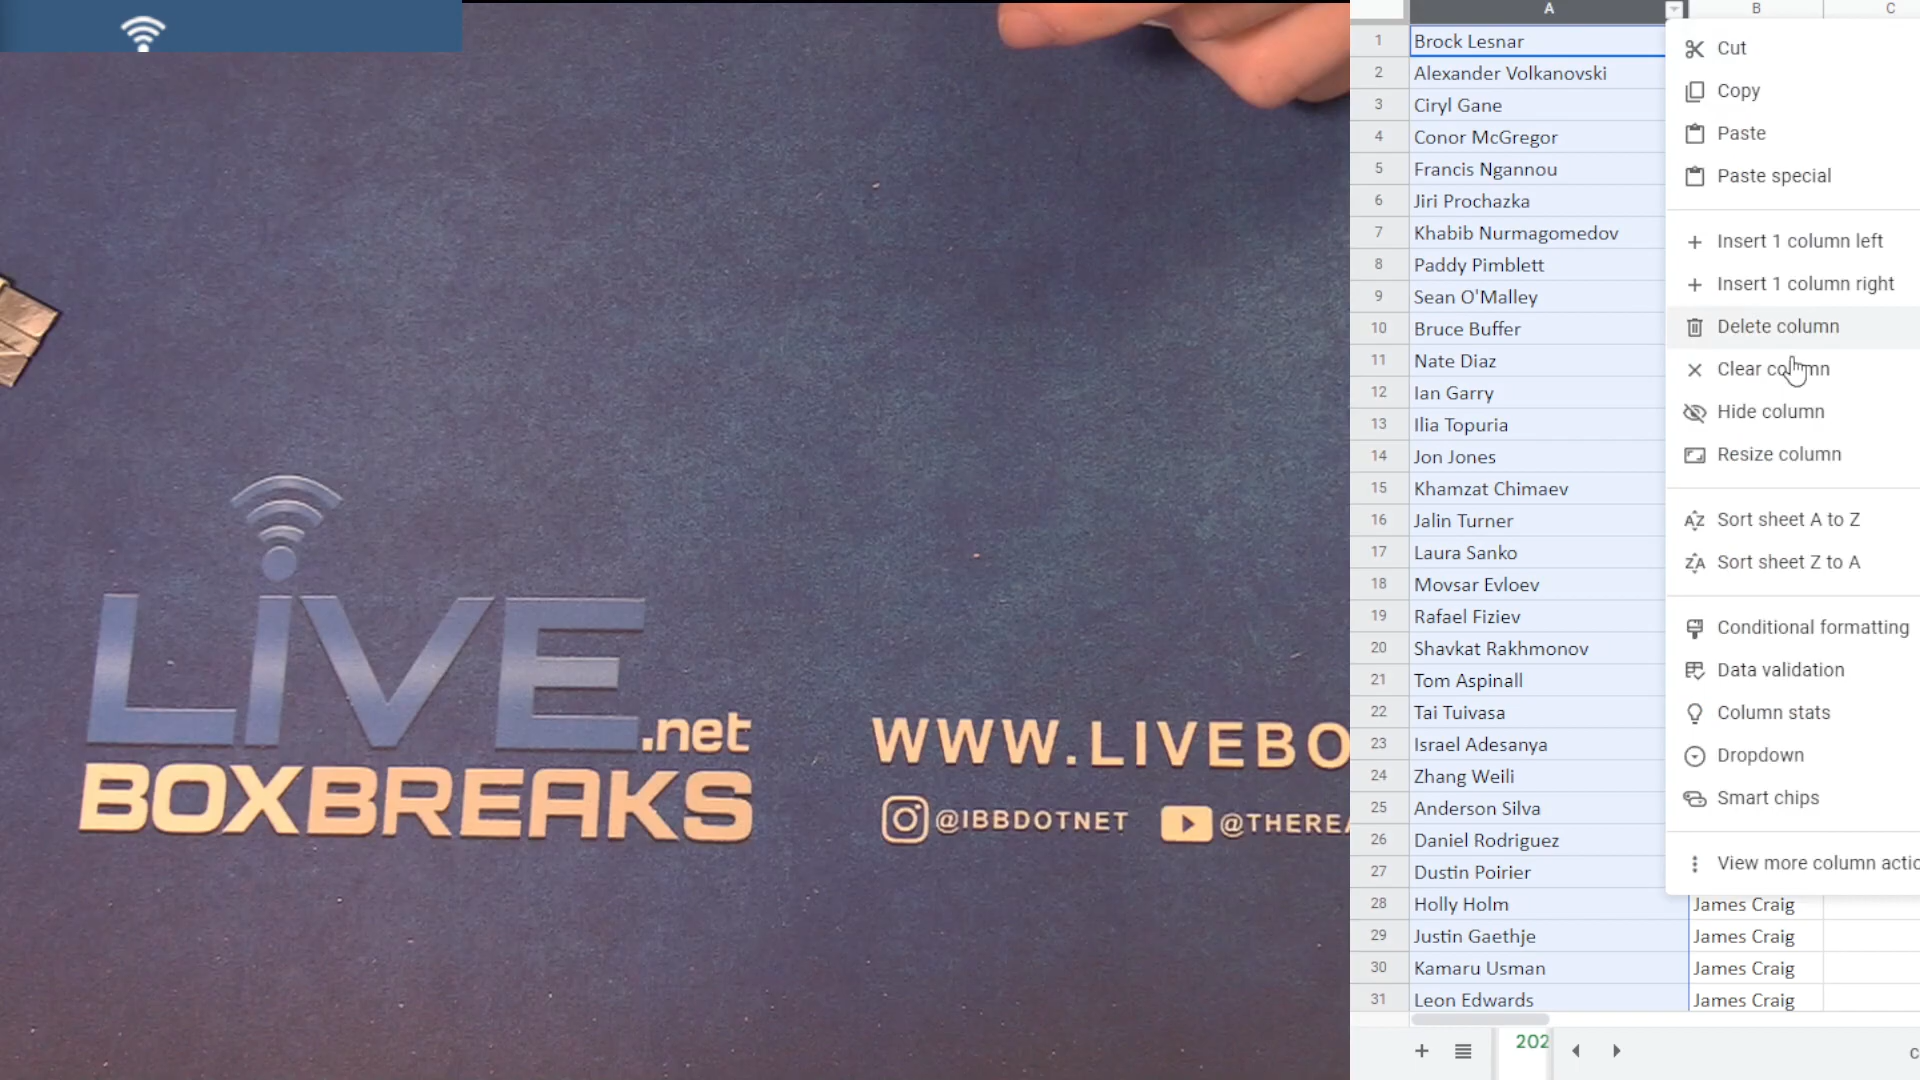 LIVE
.net
BOXBREAKS
WWW.LIVEBO
@IBBDOTNET
@THEREA
A
B
C
1 Brock Lesnar
2 Alexander Volkanovski
3 Ciryl Gane
4 Conor McGregor
5 Francis Ngannou
6 Jiri Prochazka
7 Khabib Nurmagomedov
8 Paddy Pimblett
9 Sean O'Malley
10 Bruce Buffer
11 Nate Diaz
12 Ian Garry
13 Ilia Topuria
14 Jon Jones
15 Khamzat Chimaev
16 Jalin Turner
17 Laura Sanko
18 Movsar Evloev
19 Rafael Fiziev
20 Shavkat Rakhmonov
21 Tom Aspinall
22 Tai Tuivasa
23 Israel Adesanya
24 Zhang Weili
25 Anderson Silva
26 Daniel Rodriguez
27 Dustin Poirier
28 Holly Holm James Craig
29 Justin Gaethje James Craig
30 Kamaru Usman James Craig
31 Leon Edwards James Craig
Cut
Copy
Paste
Paste special
Insert 1 column left
Insert 1 column right
Delete column
Clear column
Hide column
Resize column
Sort sheet A to Z
Sort sheet Z to A
Conditional formatting
Data validation
Column stats
Dropdown
Smart chips
View more column actio
202